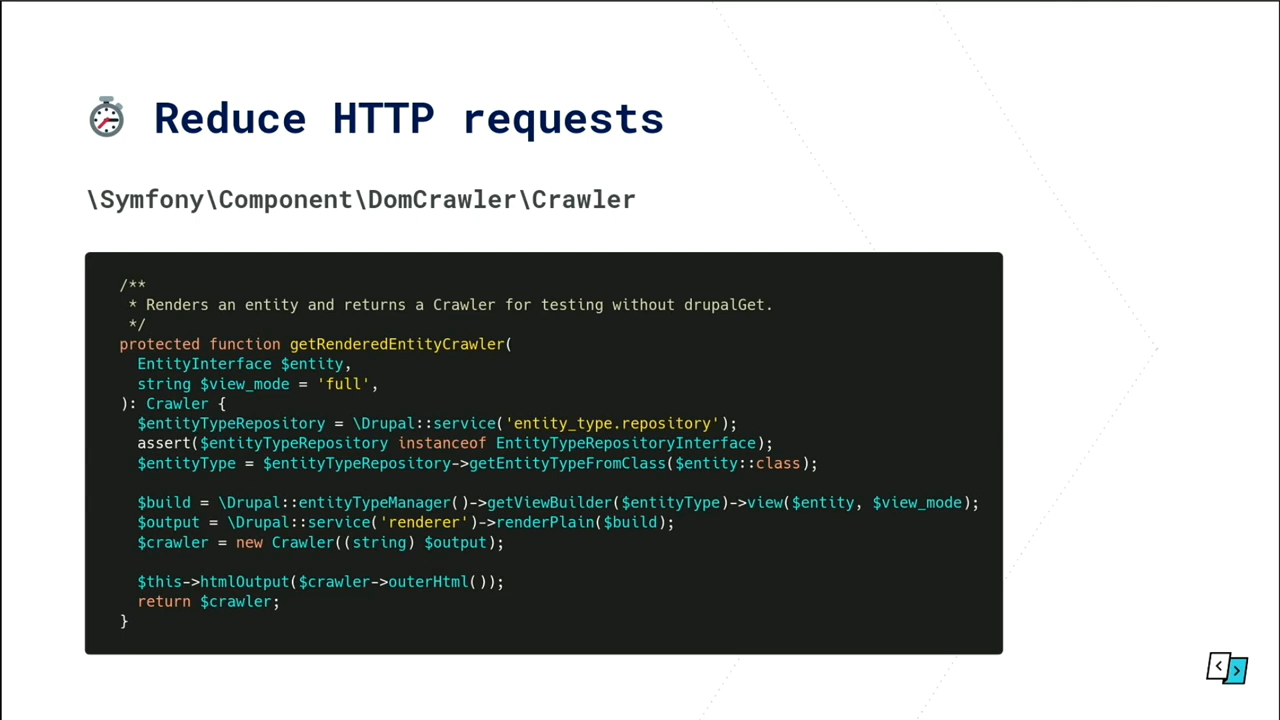 Reduce HTTP requests
\Symfony\Component\DomCrawler\Crawler
/**
 * Renders an entity and returns a Crawler for testing without drupalGet.
 */
protected function getRenderedEntityCrawler(
  EntityInterface $entity,
  string $view_mode = 'full',
): Crawler {
  $entityTypeRepository = \Drupal::service('entity_type.repository');
  assert($entityTypeRepository instanceof EntityTypeRepositoryInterface);
  $entityType = $entityTypeRepository->getEntityTypeFromClass($entity::class);
  $build = \Drupal::entityTypeManager()->getViewBuilder($entityType)->view($entity, $view_mode);
  $output = \Drupal::service('renderer')->renderPlain($build);
  $crawler = new Crawler((string) $output);
  $this->htmlOutput($crawler->outerHtml());
  return $crawler;
}